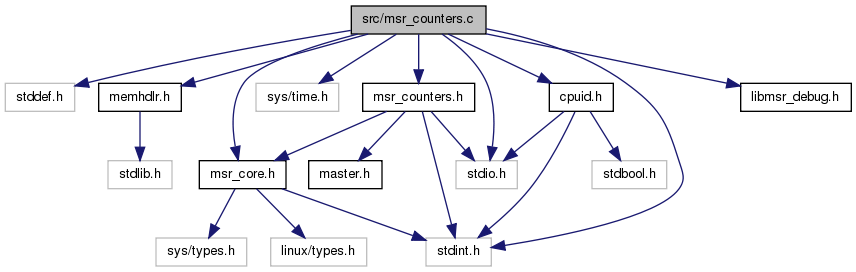 src/msr_counters.c
stddef.h
memhdlr.h
sys/time.h
msr_counters.h
cpuid.h
libmsr_debug.h
stdlib.h
msr_core.h
master.h
stdio.h
stdbool.h
sys/types.h
linux/types.h
stdint.h